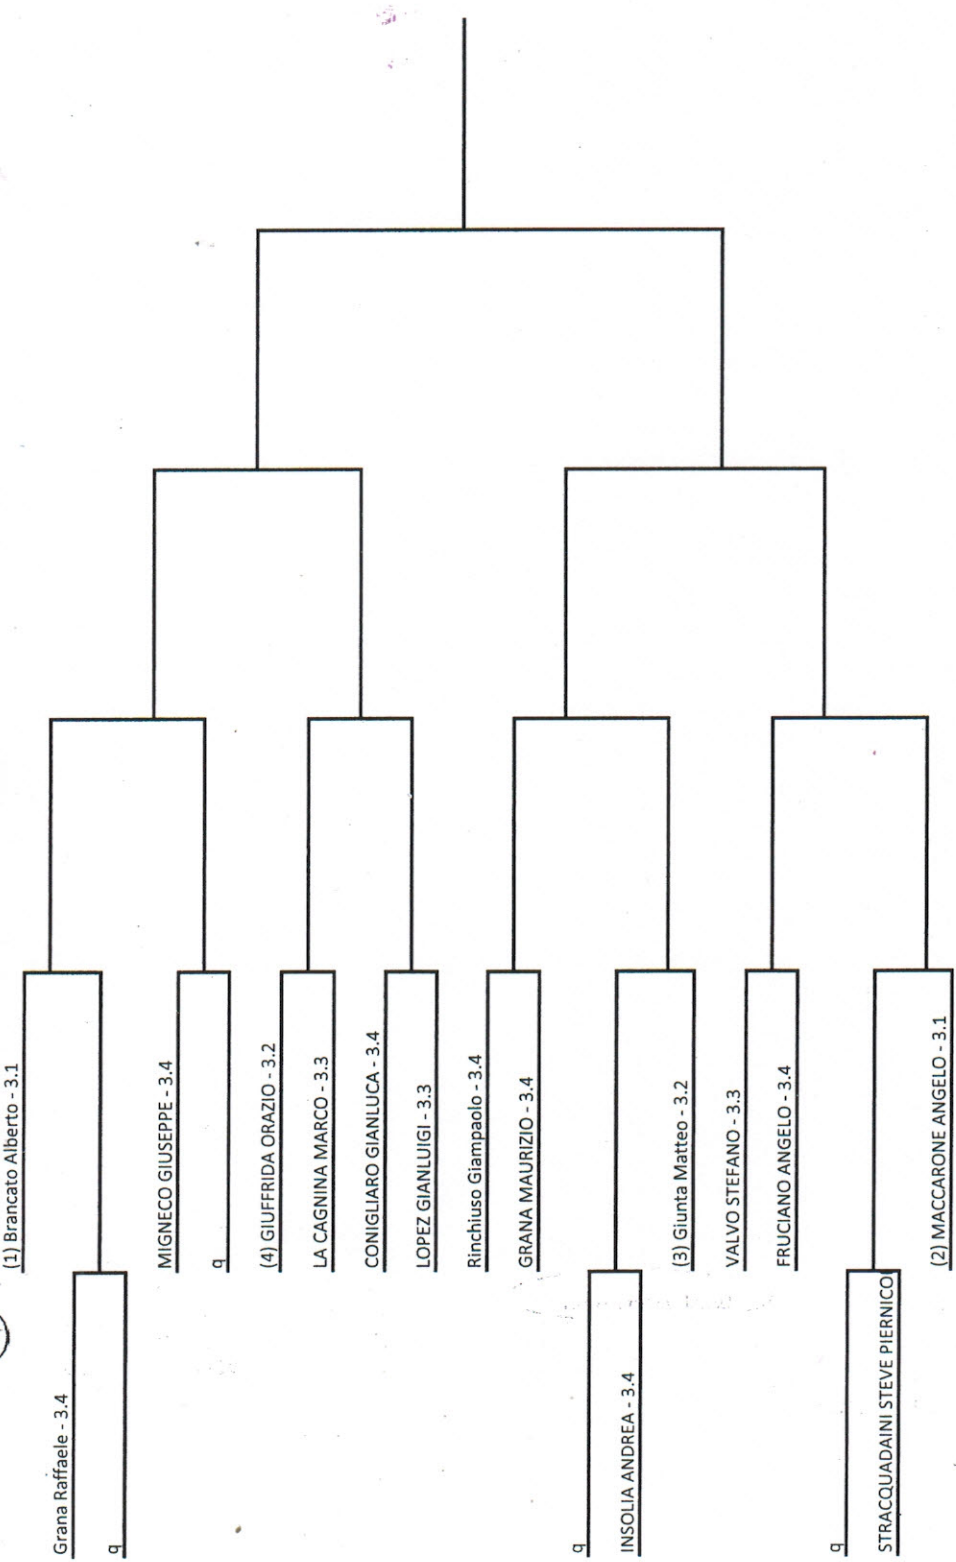 (1) Brancato Alberto - 3.1
Grana Raffaele - 3.4
q
MIGNECO GIUSEPPE - 3.4
q
(4) GIUFFRIDA ORAZIO - 3.2
LA CAGNINA MARCO - 3.3
CONIGLIARO GIANLUCA - 3.4
LOPEZ GIANLUIGI - 3.3
Rinchiuso Giampaolo - 3.4
GRANA MAURIZIO - 3.4
q
INSOLIA ANDREA - 3.4
(3) Giunta Matteo - 3.2
VALVO STEFANO - 3.3
FRUCIANO ANGELO - 3.4
q
STRACQUADAINI STEVE PIERNICO
(2) MACCARONE ANGELO - 3.1